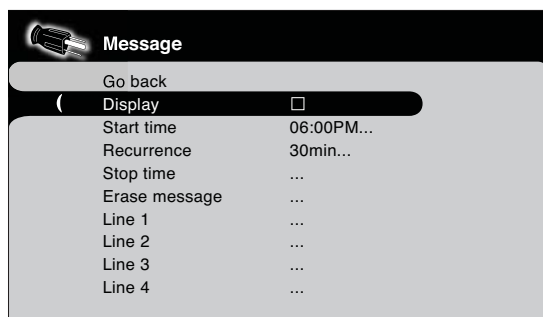 Message
Go back
Display ☐
Start time 06:00PM...
Recurrence 30min...
Stop time ...
Erase message ...
Line 1 ...
Line 2 ...
Line 3 ...
Line 4 ...